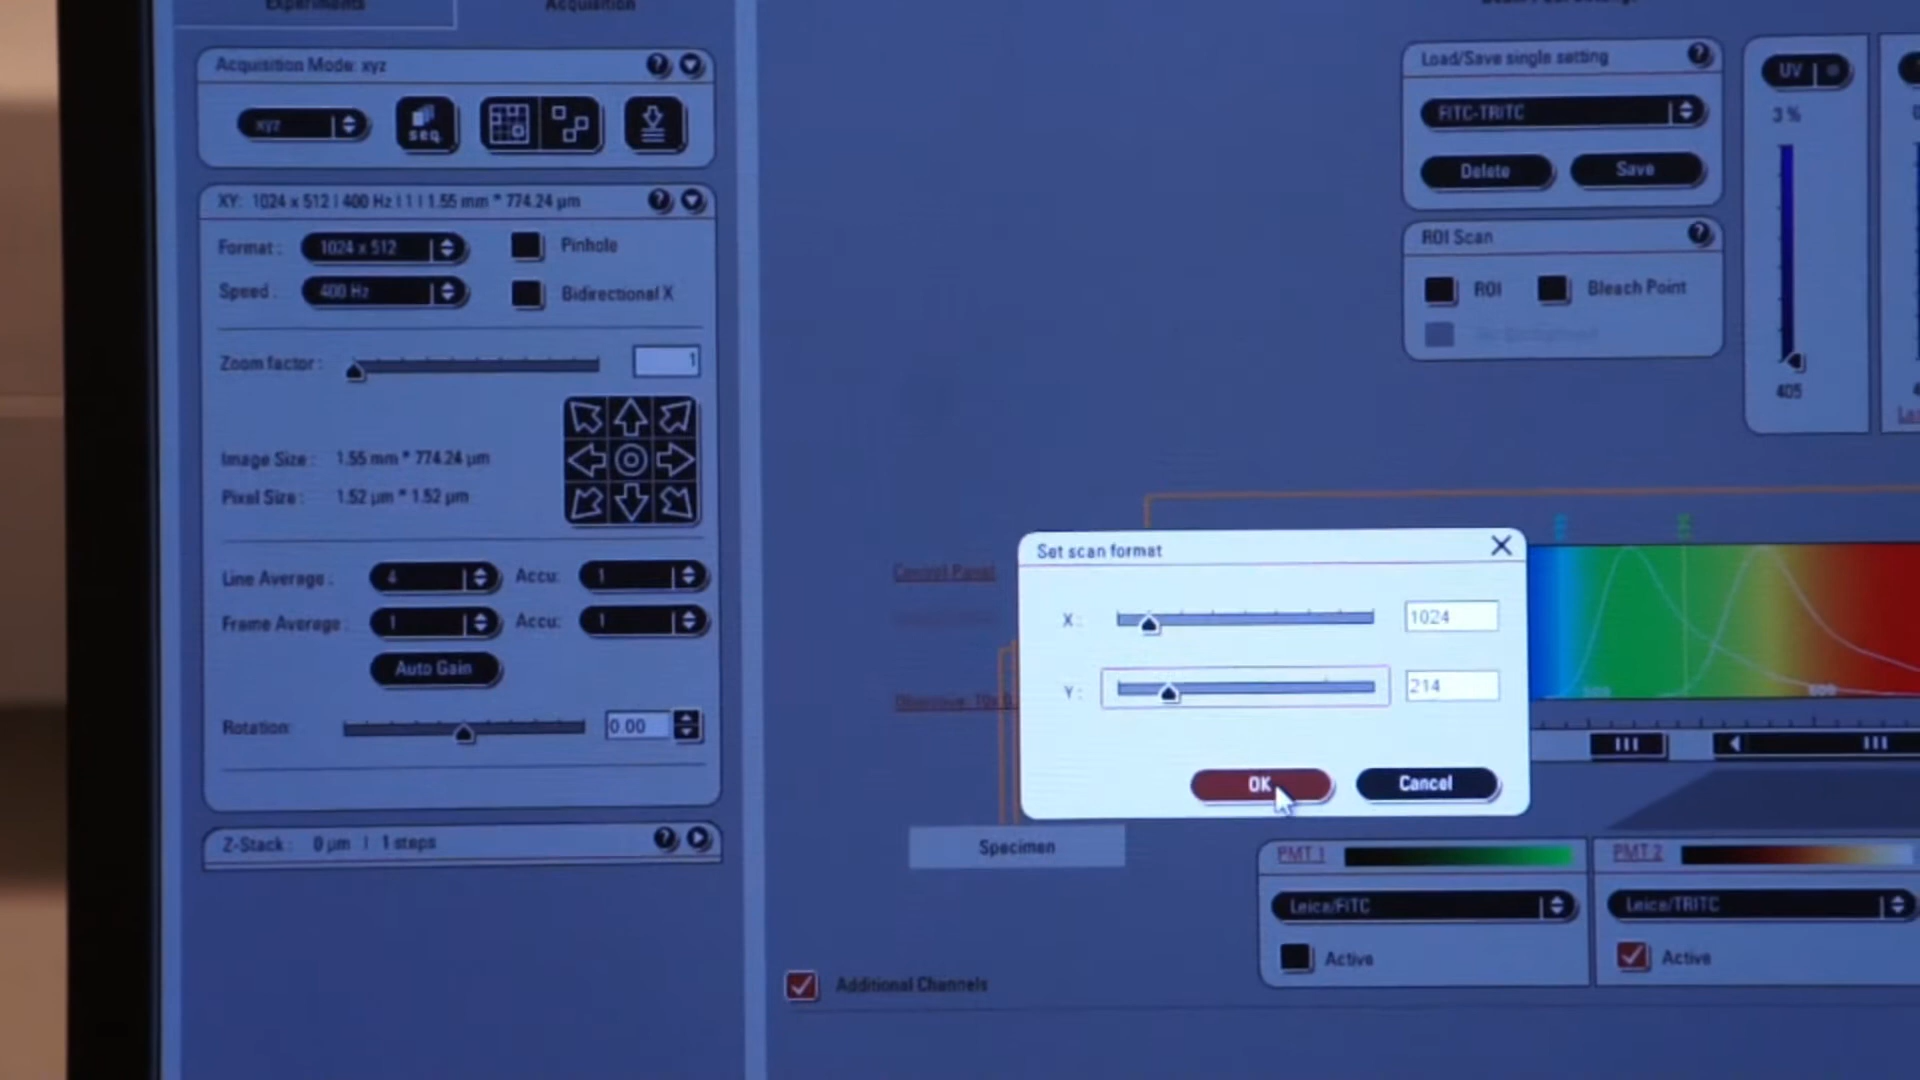 Experiments
Acquisition
Acquisition Mode: xyz
xyz
seq.
XY: 1024 x 512 | 400 Hz | 1 | 1.55 mm * 774.24 µm
Format: 1024 x 512
Pinhole
Speed: 400 Hz
Bidirectional X
Zoom factor: 1
Image Size: 1.55 mm * 774.24 µm
Pixel Size: 1.52 µm * 1.52 µm
Line Average: 4 Accu: 1
Frame Average: 1 Accu: 1
Auto Gain
Rotation: 0.00
Z-Stack: 0 µm | 1 steps
Load/Save single setting
FITC-TRITC
Delete
Save
ROI Scan
ROI
Bleach Point
UV
3 %
405
Control Panel
Set scan format
X: 1024
Y: 214
OK
Cancel
Specimen
PMT 1
Leica/FITC
Active
PMT 2
Leica/TRITC
Active
Additional Channels